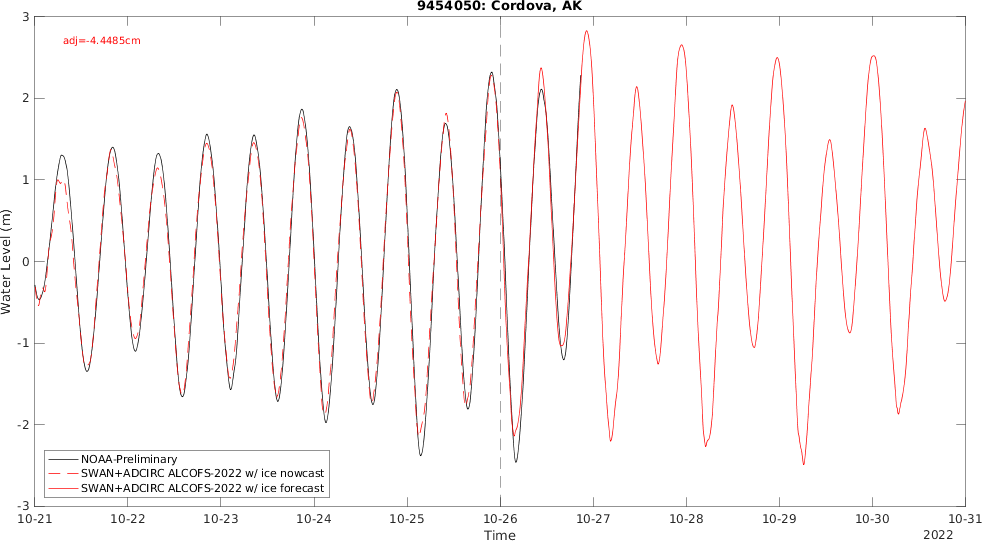 9454050: Cordova, AK
adj=-4.4485cm
3
2
1
0
-1
-2
-3
Water Level (m)
NOAA-Preliminary
SWAN+ADCIRC ALCOFS-2022 w/ ice nowcast
SWAN+ADCIRC ALCOFS-2022 w/ ice forecast
10-21 10-22 10-23 10-24 10-25 10-26 10-27 10-28 10-29 10-30 10-31
Time
2022